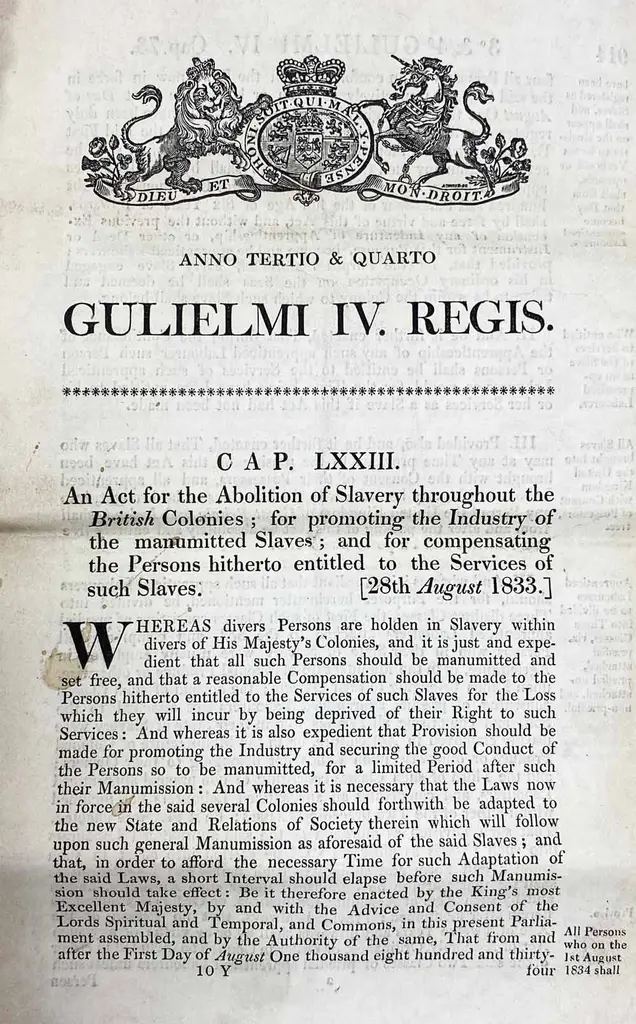 HONI·SOIT·QUI·MAL·Y·PENSE
DIEU ET MON·DROIT.
ANNO TERTIO & QUARTO
GULIELMI IV. REGIS.
****************************************************
CAP. LXXIII.
An Act for the Abolition of Slavery throughout the
British Colonies ; for promoting the Industry of
the manumitted Slaves ; and for compensating
the Persons hitherto entitled to the Services of
such Slaves. [28th August 1833.]
WHEREAS divers Persons are holden in Slavery within
divers of His Majesty's Colonies, and it is just and expe-
dient that all such Persons should be manumitted and
set free, and that a reasonable Compensation should be made to the
Persons hitherto entitled to the Services of such Slaves for the Loss
which they will incur by being deprived of their Right to such
Services : And whereas it is also expedient that Provision should be
made for promoting the Industry and securing the good Conduct of
the Persons so to be manumitted, for a limited Period after such
their Manumission : And whereas it is necessary that the Laws now
in force in the said several Colonies should forthwith be adapted to
the new State and Relations of Society therein which will follow
upon such general Manumission as aforesaid of the said Slaves ; and
that, in order to afford the necessary Time for such Adaptation of
the said Laws, a short Interval should elapse before such Manumis-
sion should take effect : Be it therefore enacted by the King's most
Excellent Majesty, by and with the Advice and Consent of the
Lords Spiritual and Temporal, and Commons, in this present Parlia-
ment assembled, and by the Authority of the same, That from and
after the First Day of August One thousand eight hundred and thirty-
10 Y four
All Persons
who on the
1st August
1834 shall